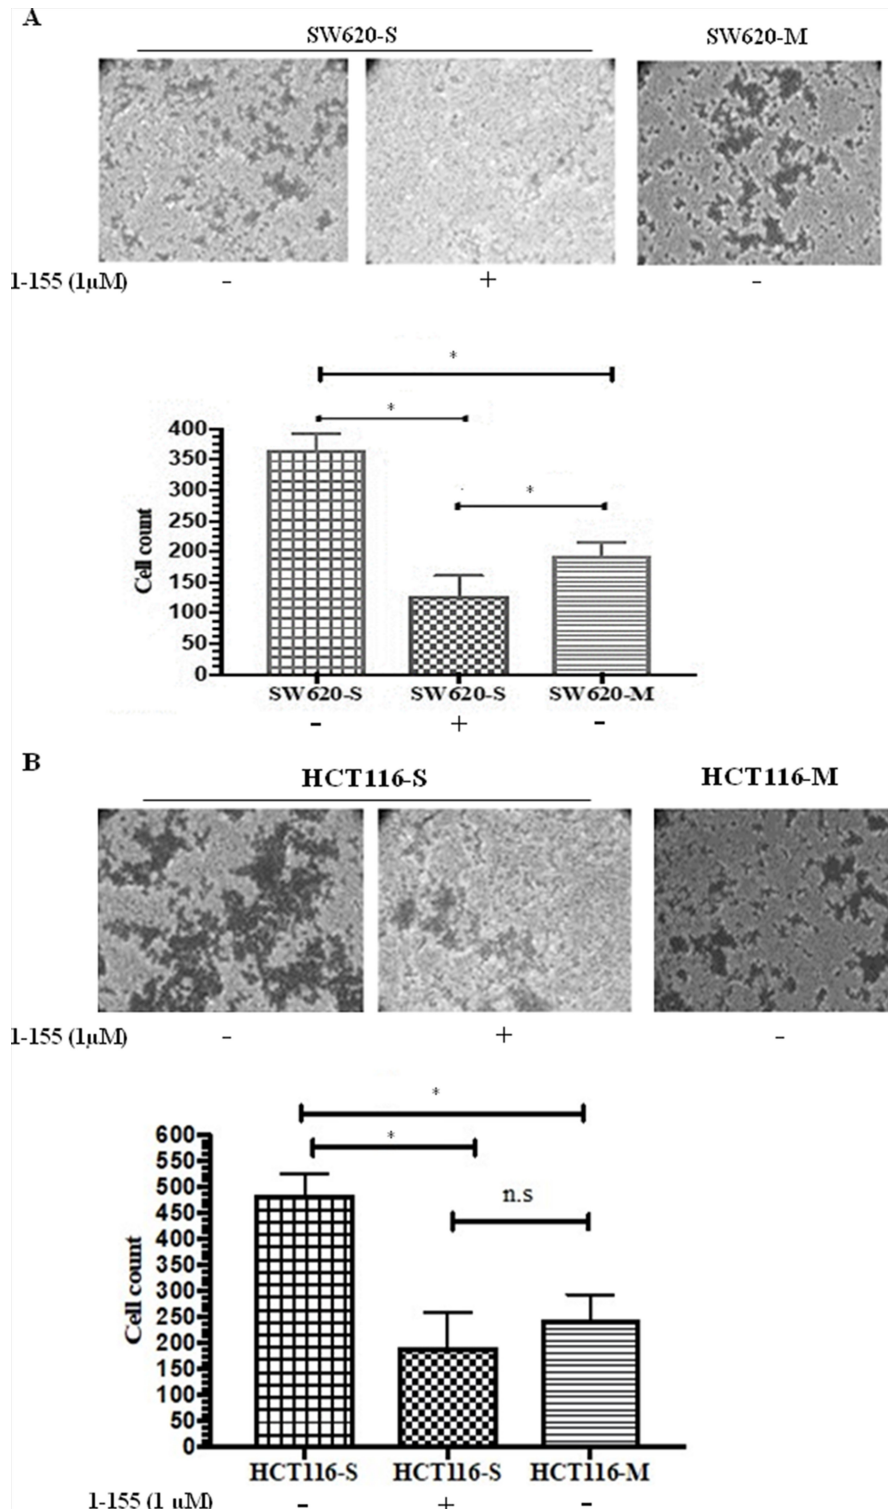 A
SW620-S
SW620-M
1-155 (1µM)
-
+
-
*
*
*
400
350
300
250
200
150
100
50
0
Cell count
SW620-S
SW620-S
SW620-M
-
+
-
B
HCT116-S
HCT116-M
1-155 (1µM)
-
+
-
*
*
n.s
600
550
500
450
400
350
300
250
200
150
100
50
0
Cell count
HCT116-S
HCT116-S
HCT116-M
1-155 (1 µM)
-
+
-